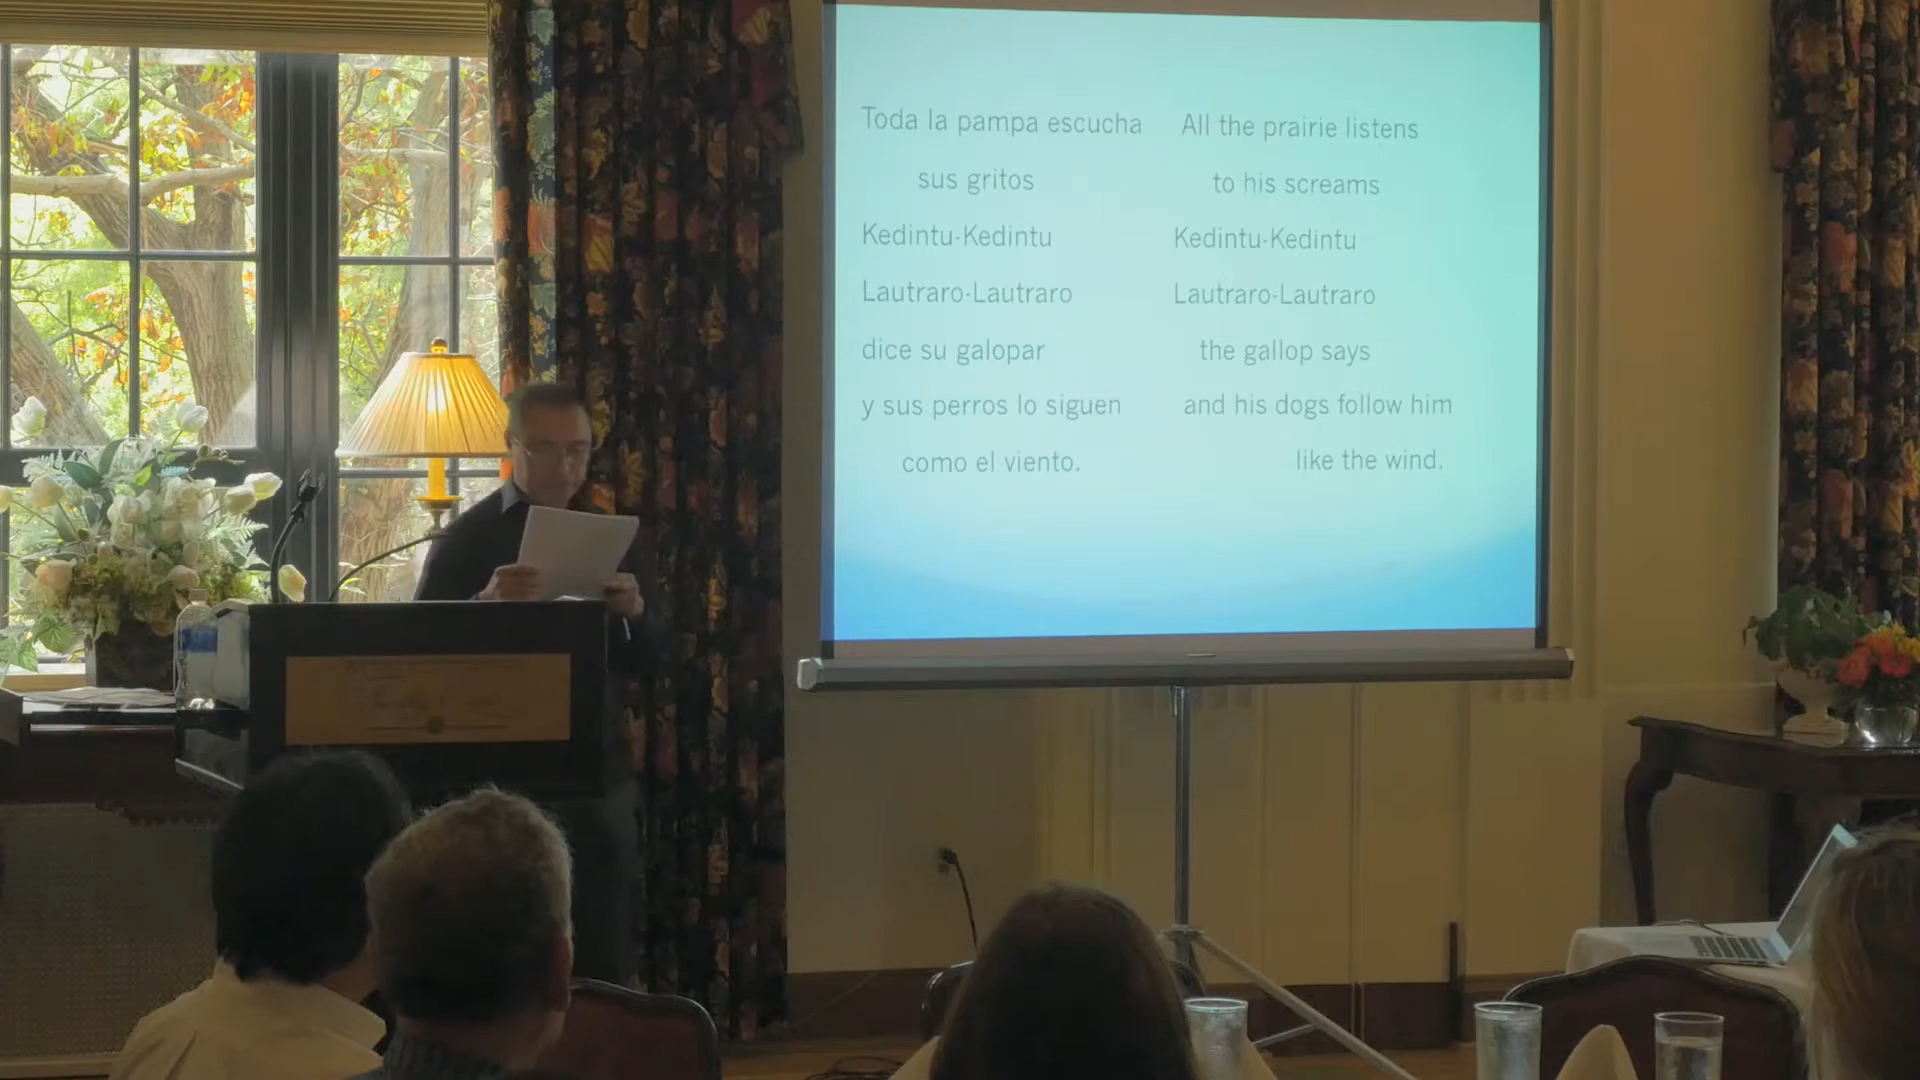 Toda la pampa escucha
sus gritos
Kedintu-Kedintu
Lautraro-Lautraro
dice su galopar
y sus perros lo siguen
como el viento.
All the prairie listens
to his screams
Kedintu-Kedintu
Lautraro-Lautraro
the gallop says
and his dogs follow him
like the wind.